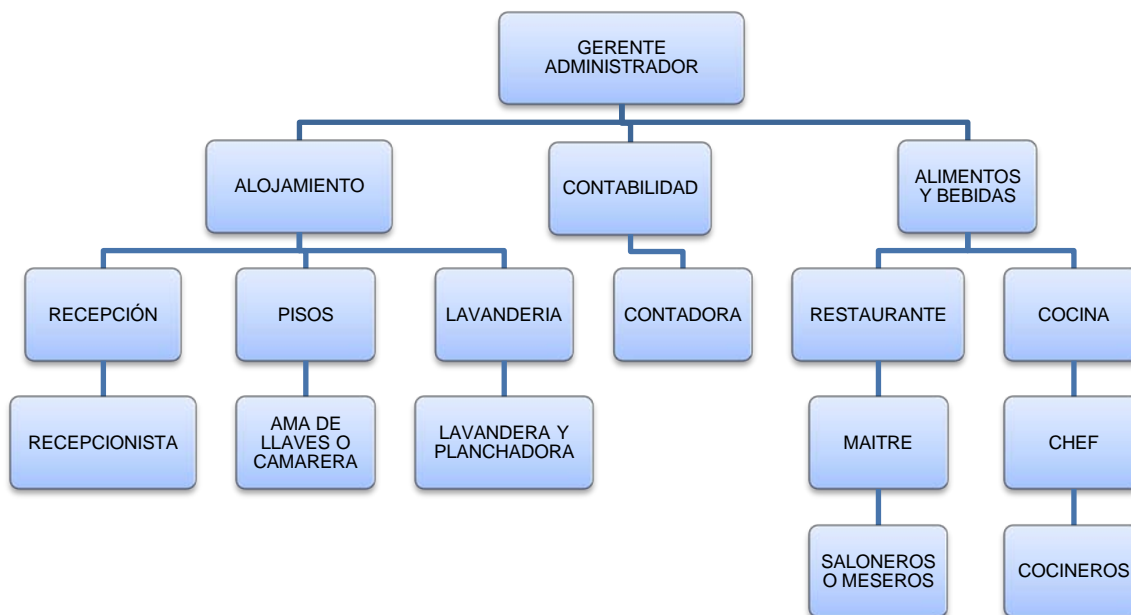 GERENTE
ADMINISTRADOR
ALOJAMIENTO
CONTABILIDAD
ALIMENTOS
Y BEBIDAS
RECEPCIÓN
PISOS
LAVANDERIA
CONTADORA
RESTAURANTE
COCINA
RECEPCIONISTA
AMA DE
LLAVES O
CAMARERA
LAVANDERA Y
PLANCHADORA
MAITRE
CHEF
SALONEROS
O MESEROS
COCINEROS